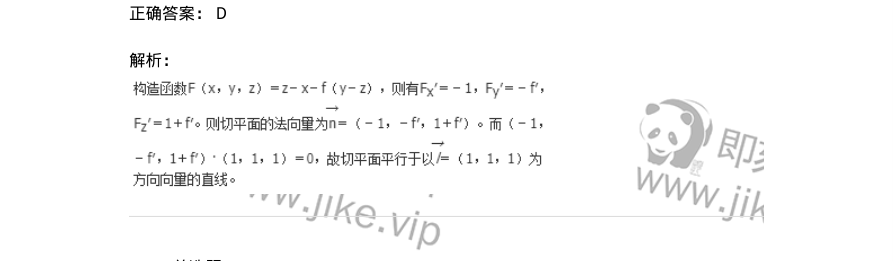 正确答案： D
解析：
构造函数F（x，y，z）=z-x-f（y-z），则有Fx′=-1，Fy′=-f′，
Fz′=1+f′。则切平面的法向量为n→=（-1，-f′，1+f′）。而（-1，
-f′，1+f′）·（1，1，1）=0，故切平面平行于以l→=（1，1，1）为
方向向量的直线。
www.jike.vip